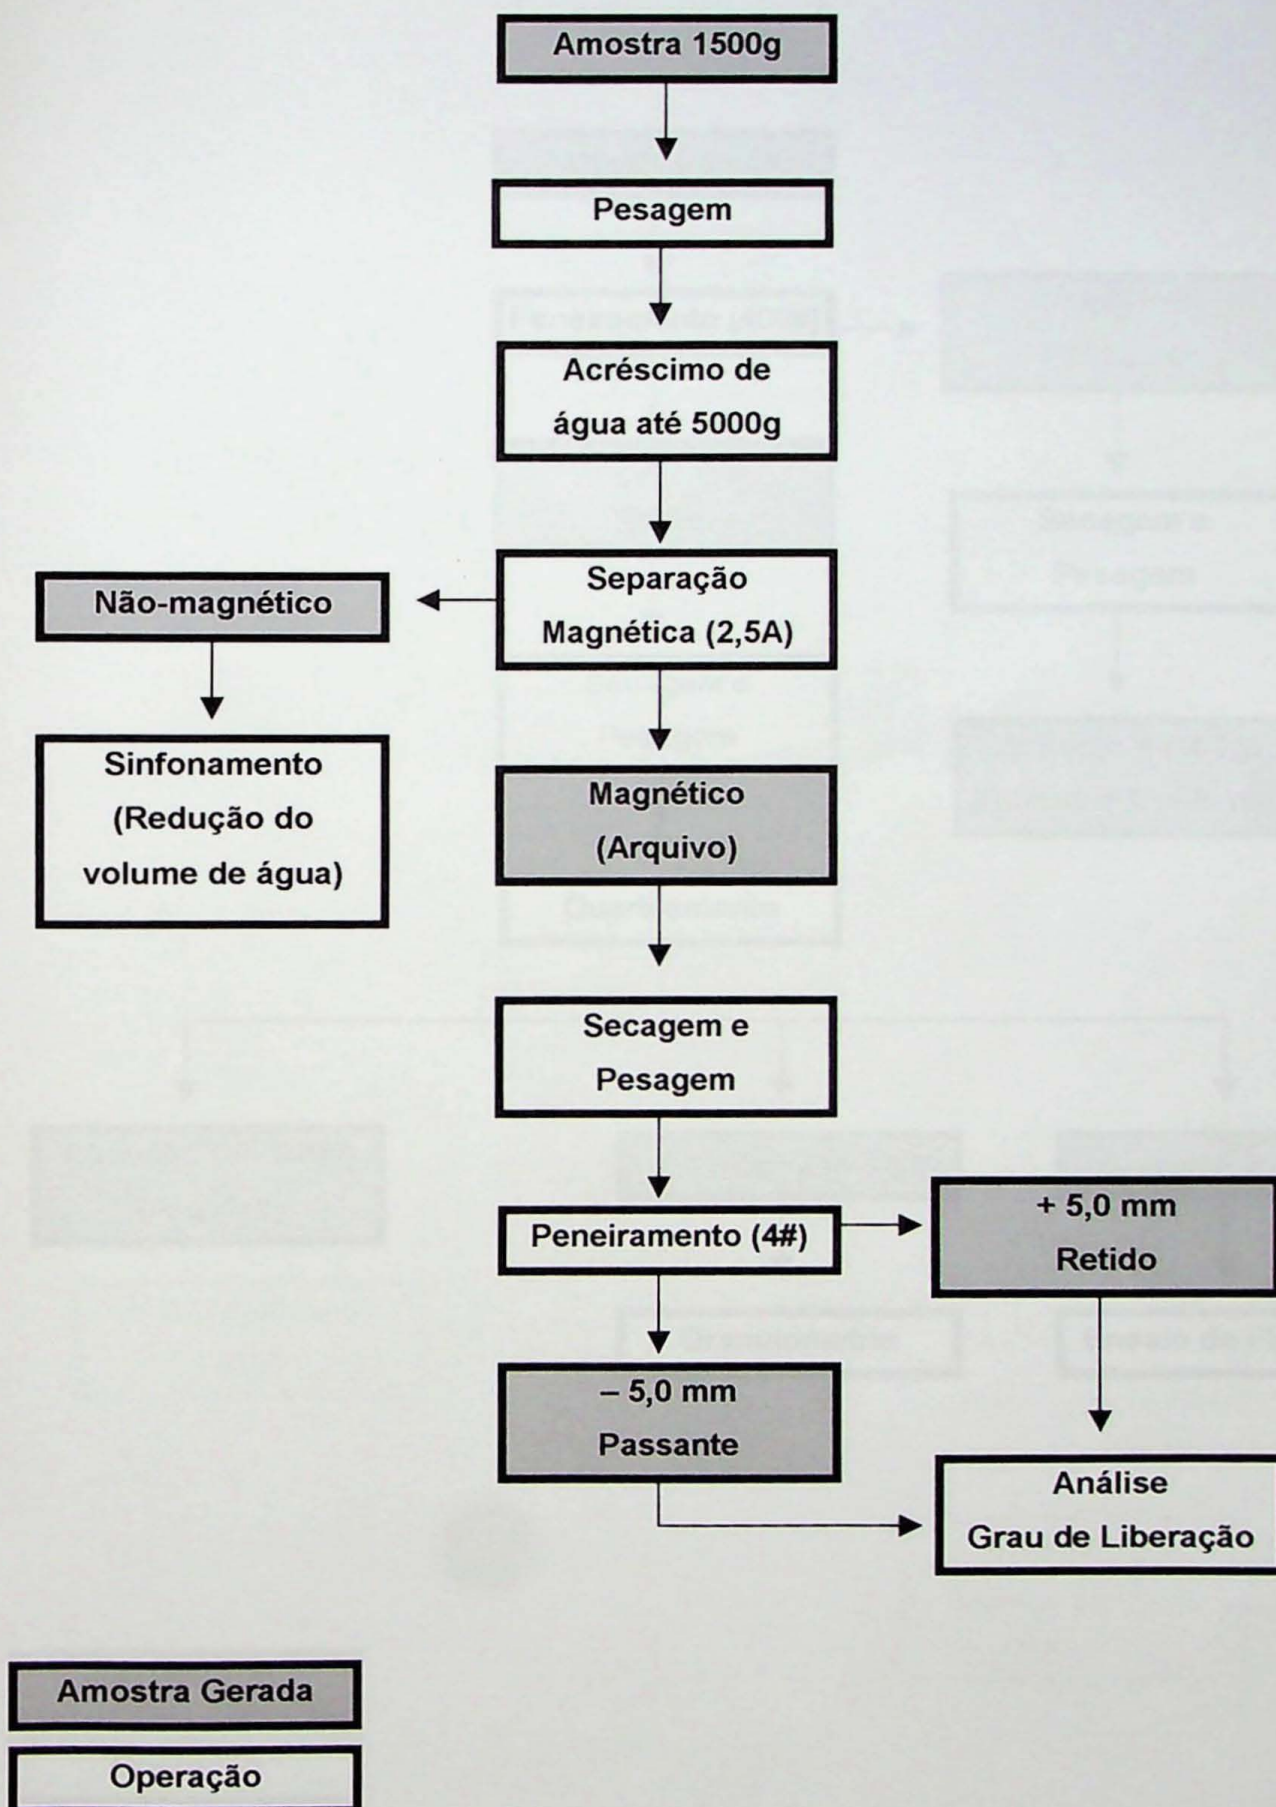 Amostra 1500g
Pesagem
Acréscimo de
água até 5000g
Separação
Magnética (2,5A)
Não-magnético
Sinfonamento
(Redução do
volume de água)
Magnético
(Arquivo)
Secagem e
Pesagem
Peneiramento (4#)
+ 5,0 mm
Retido
– 5,0 mm
Passante
Análise
Grau de Liberação
Amostra Gerada
Operação